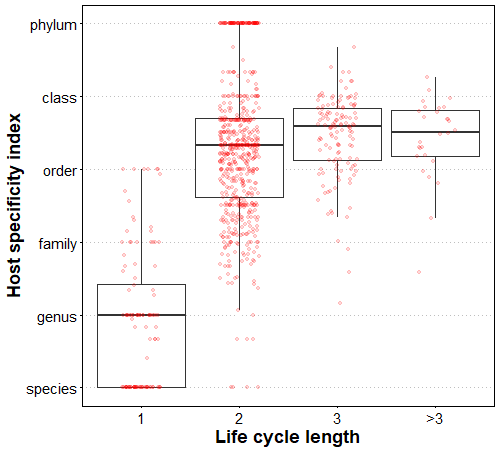 Host specificity index
phylum
class
order
family
genus
species
1 2 3 >3
Life cycle length